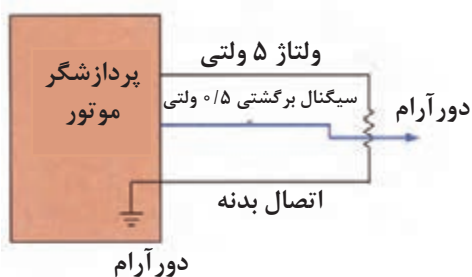 ولتاژ ۵ ولتی
پردازشگر
موتور
سیگنال برگشتی ۰/۵ ولتی
دورآرام
اتصال بدنه
دورآرام